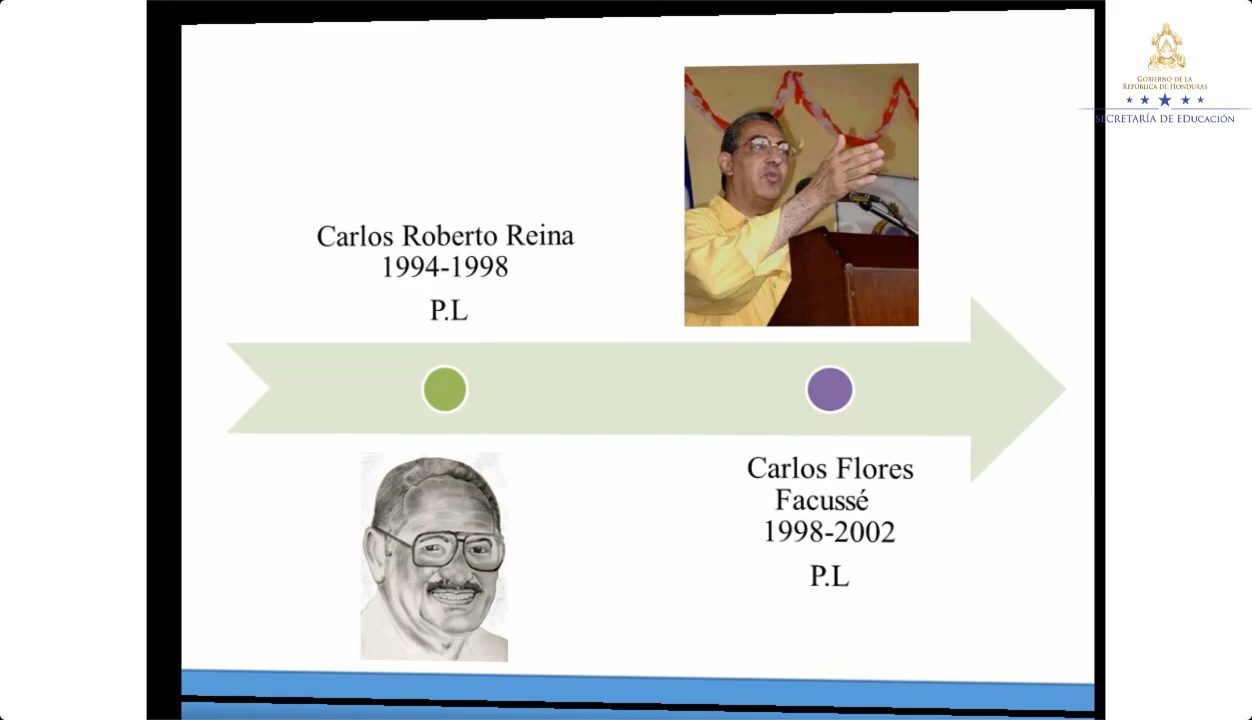 Carlos Roberto Reina
1994-1998
P.L
Carlos Flores
Facussé
1998-2002
P.L
GOBIERNO DE LA
REPÚBLICA DE HONDURAS
SECRETARÍA DE EDUCACIÓN